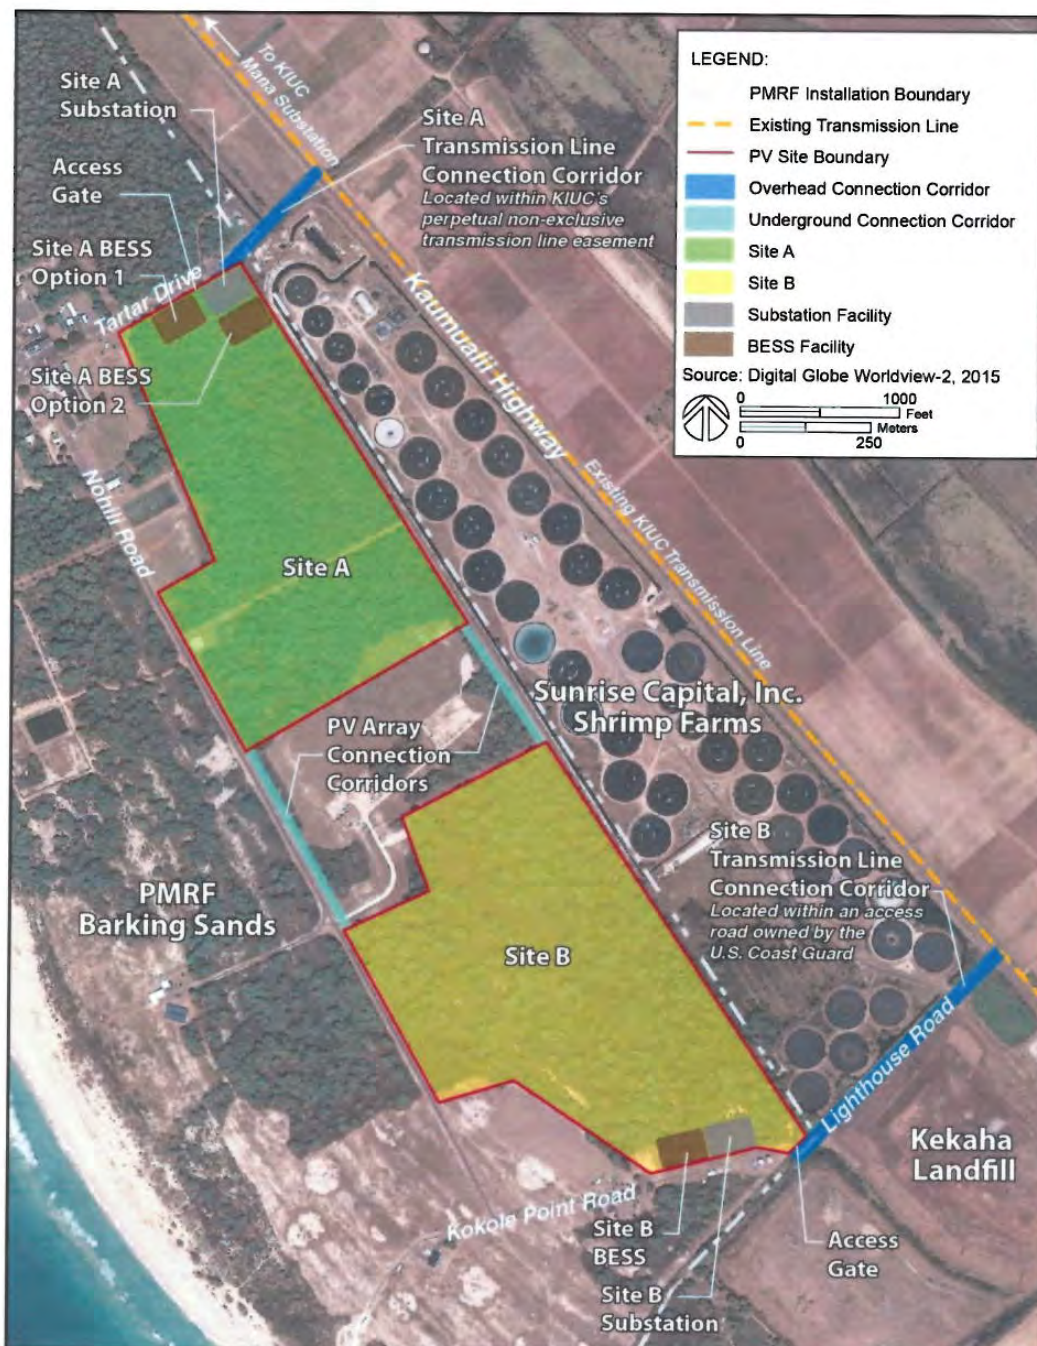 LEGEND:
PMRF Installation Boundary
Existing Transmission Line
PV Site Boundary
Overhead Connection Corridor
Underground Connection Corridor
Site A
Site B
Substation Facility
BESS Facility
Source: Digital Globe Worldview-2, 2015
0 1000
Feet
Meters
0 250
To KIUC
Mana Substation
Site A
Substation
Site A
Transmission Line
Connection Corridor
Located within KIUC's
perpetual non-exclusive
transmission line easement
Access
Gate
Site A BESS
Option 1
Tartar Drive
Site A BESS
Option 2
Kaumualii Highway
Existing KIUC Transmission Line
Nohili Road
Site A
Sunrise Capital, Inc.
Shrimp Farms
PV Array
Connection
Corridors
Site B
Transmission Line
Connection Corridor
Located within an access
road owned by the
U.S. Coast Guard
PMRF
Barking Sands
Site B
Lighthouse Road
Kekaha
Landfill
Kokole Point Road
Site B
BESS
Access
Gate
Site B
Substation